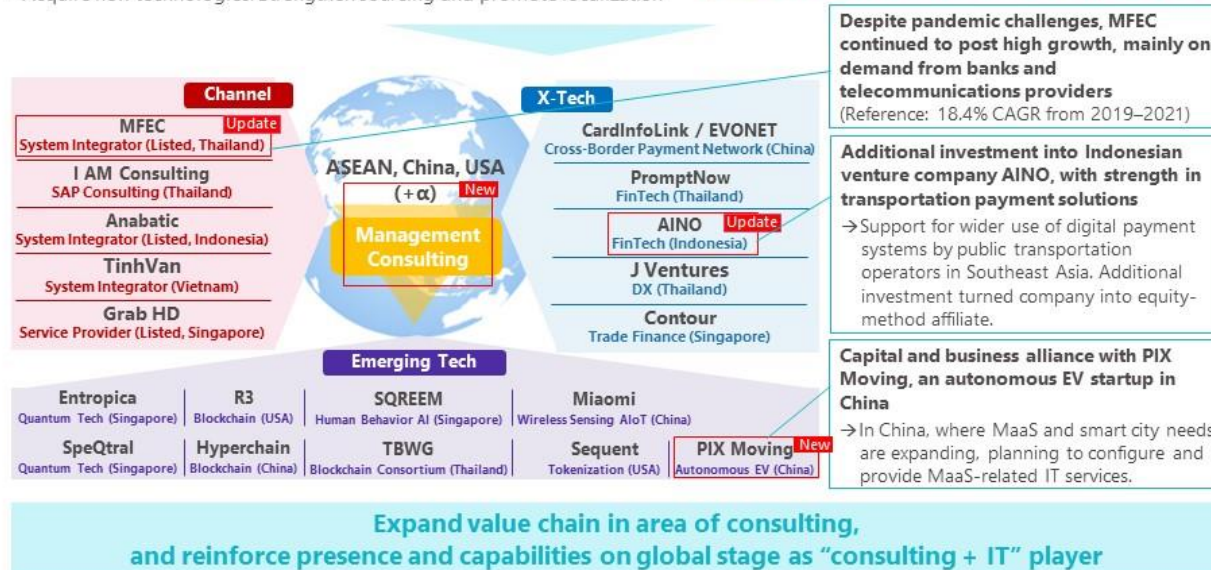 Channel
MFEC
Update
System Integrator (Listed, Thailand)
I AM Consulting
SAP Consulting (Thailand)
Anabatic
System Integrator (Listed, Indonesia)
TinhVan
System Integrator (Vietnam)
Grab HD
Service Provider (Listed, Singapore)
ASEAN, China, USA
(+α)
New
Management
Consulting
X-Tech
CardInfoLink / EVONET
Cross-Border Payment Network (China)
PromptNow
FinTech (Thailand)
AINO
Update
FinTech (Indonesia)
J Ventures
DX (Thailand)
Contour
Trade Finance (Singapore)
Emerging Tech
Entropica
Quantum Tech (Singapore)
R3
Blockchain (USA)
SQREEM
Human Behavior AI (Singapore)
Miaomi
Wireless Sensing AIoT (China)
SpeQtral
Quantum Tech (Singapore)
Hyperchain
Blockchain (China)
TBWG
Blockchain Consortium (Thailand)
Sequent
Tokenization (USA)
PIX Moving
New
Autonomous EV (China)
Despite pandemic challenges, MFEC
continued to post high growth, mainly on
demand from banks and
telecommunications providers
(Reference: 18.4% CAGR from 2019–2021)
Additional investment into Indonesian
venture company AINO, with strength in
transportation payment solutions
→Support for wider use of digital payment
systems by public transportation
operators in Southeast Asia. Additional
investment turned company into equity-
method affiliate.
Capital and business alliance with PIX
Moving, an autonomous EV startup in
China
→In China, where MaaS and smart city needs
are expanding, planning to configure and
provide MaaS-related IT services.
Expand value chain in area of consulting,
and reinforce presence and capabilities on global stage as “consulting + IT” player